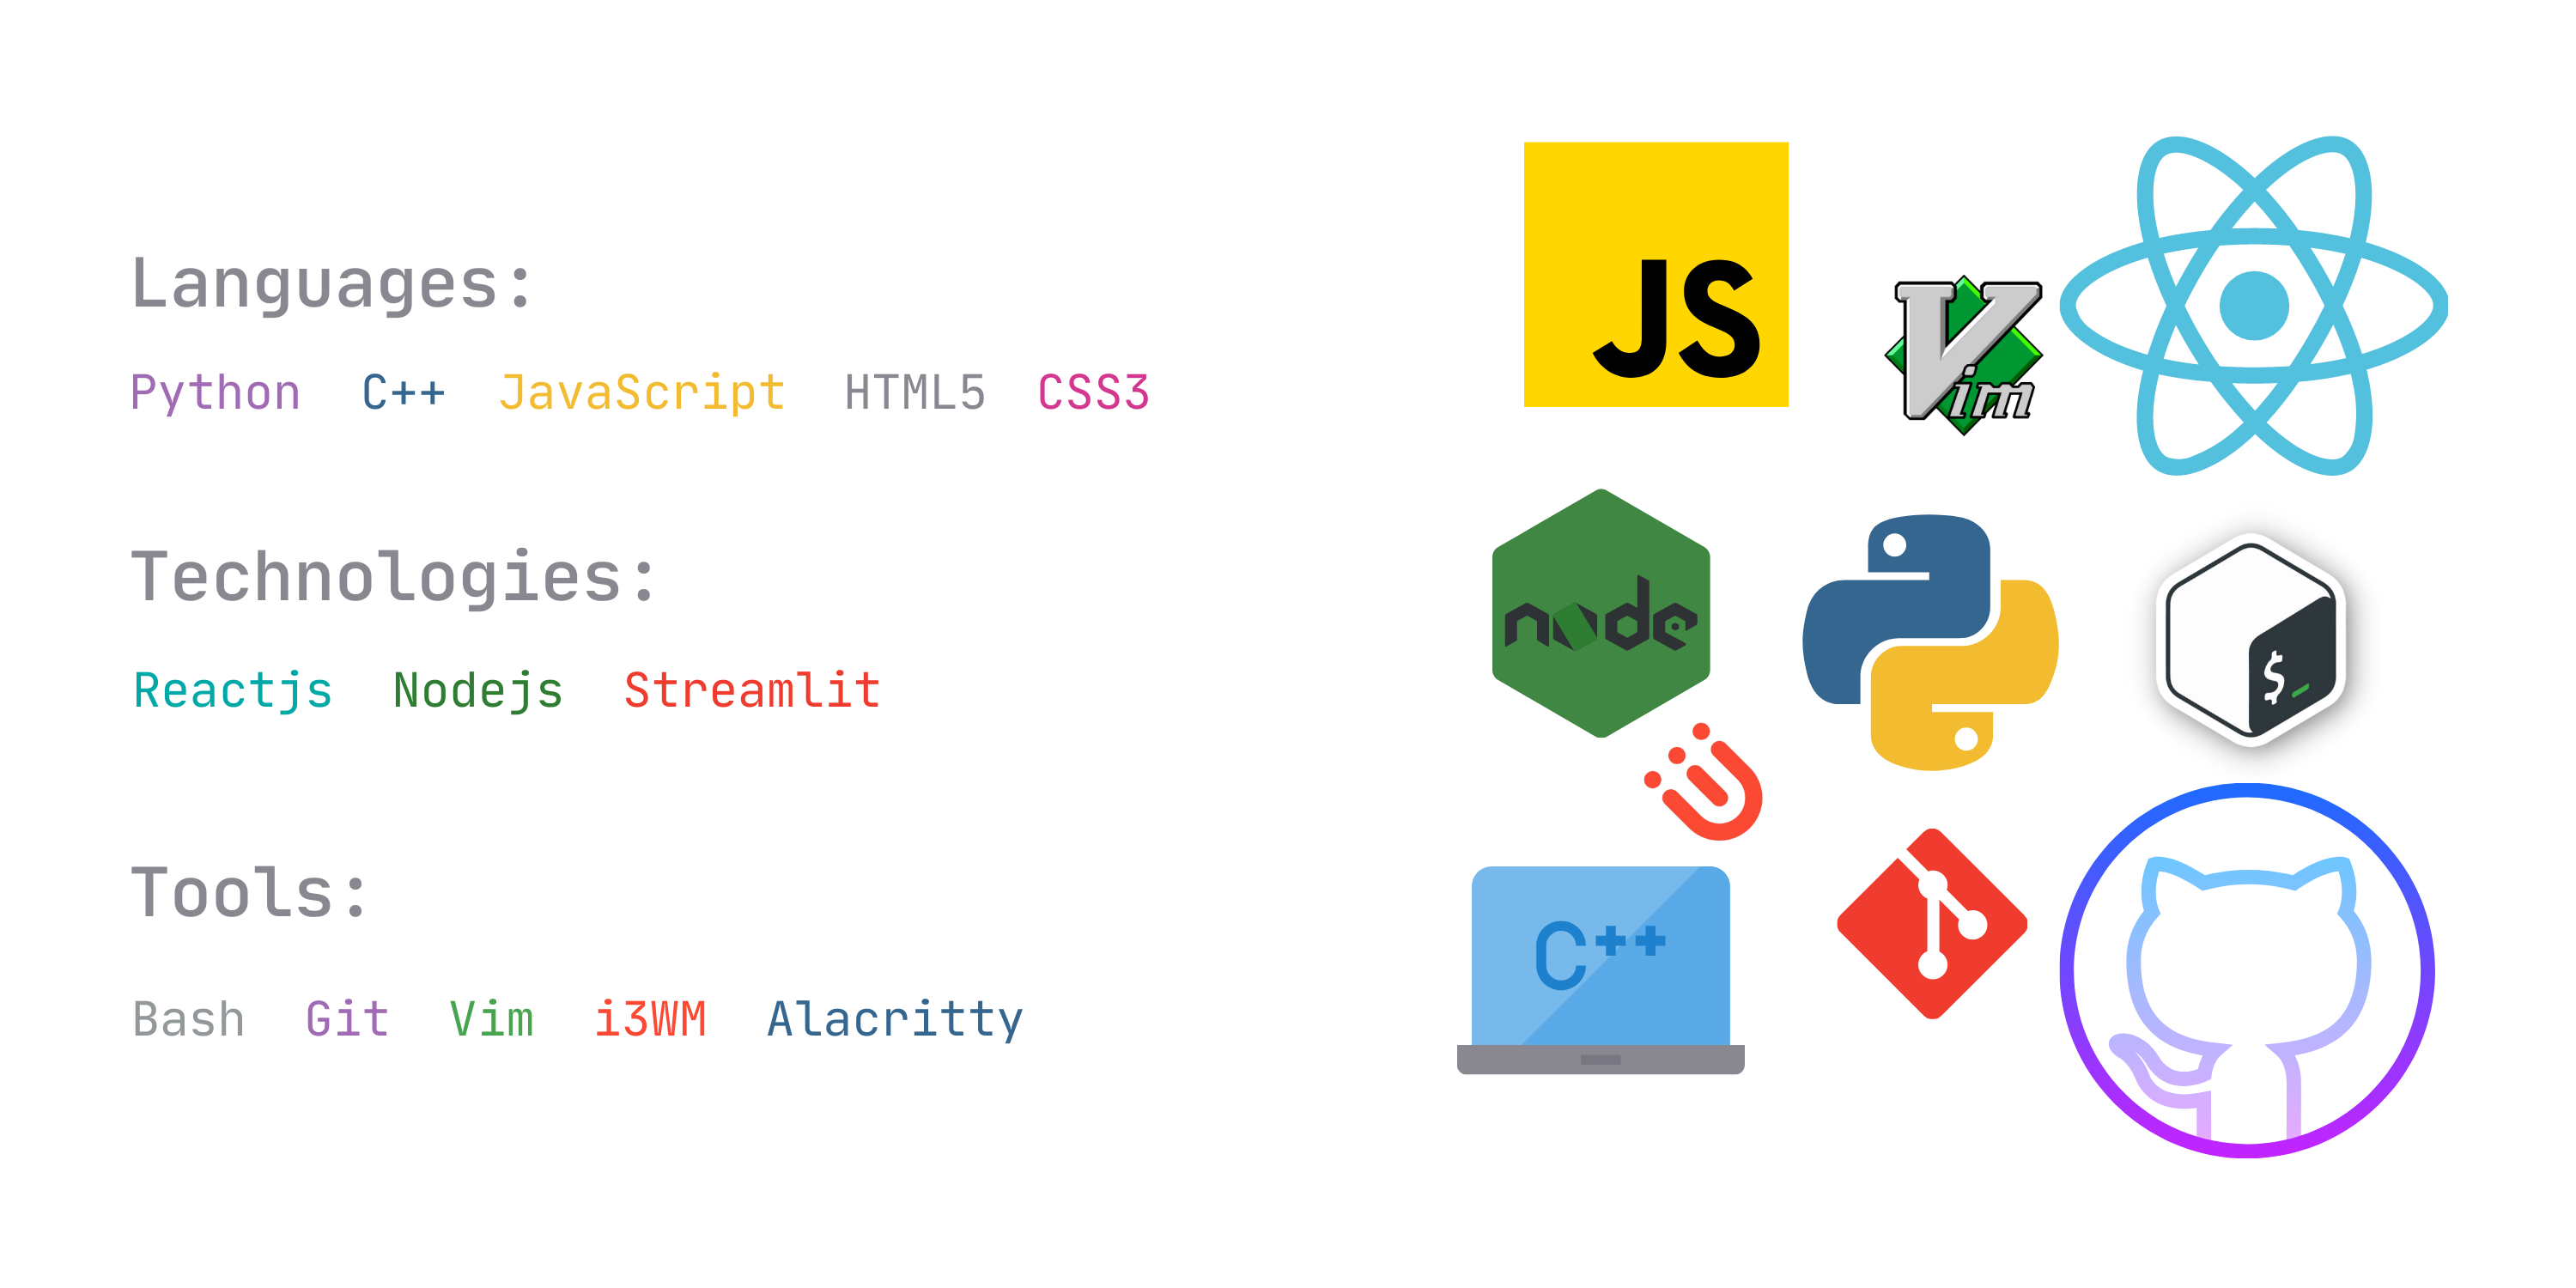 Languages:
Python C++ JavaScript HTML5 CSS3
Technologies:
Reactjs Nodejs Streamlit
Tools:
Bash Git Vim i3WM Alacritty
JS
Vim
node
$_
C++